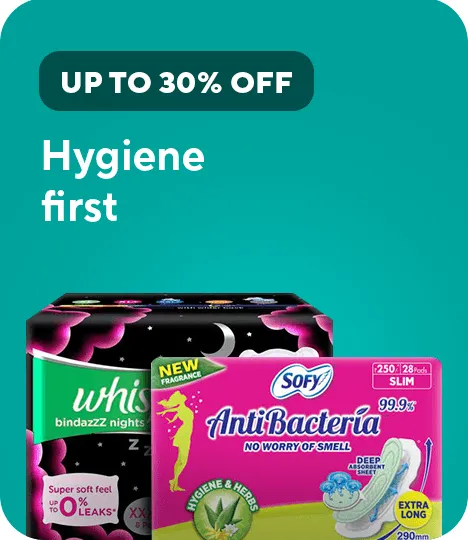 UP TO 30% OFF
Hygiene
first
whis
bindazzZ nights
Z
Super soft feel
UP TO 0% LEAKS*
XX
NEW
FRAGRANCE
SOFY
250/ 28 Pads
SLIM
99.9%
AntiBacteria
NO WORRY OF SMELL
DEEP
ABSORBENT
SHEET
HYGIENE & HERBS
EXTRA
LONG
290mm